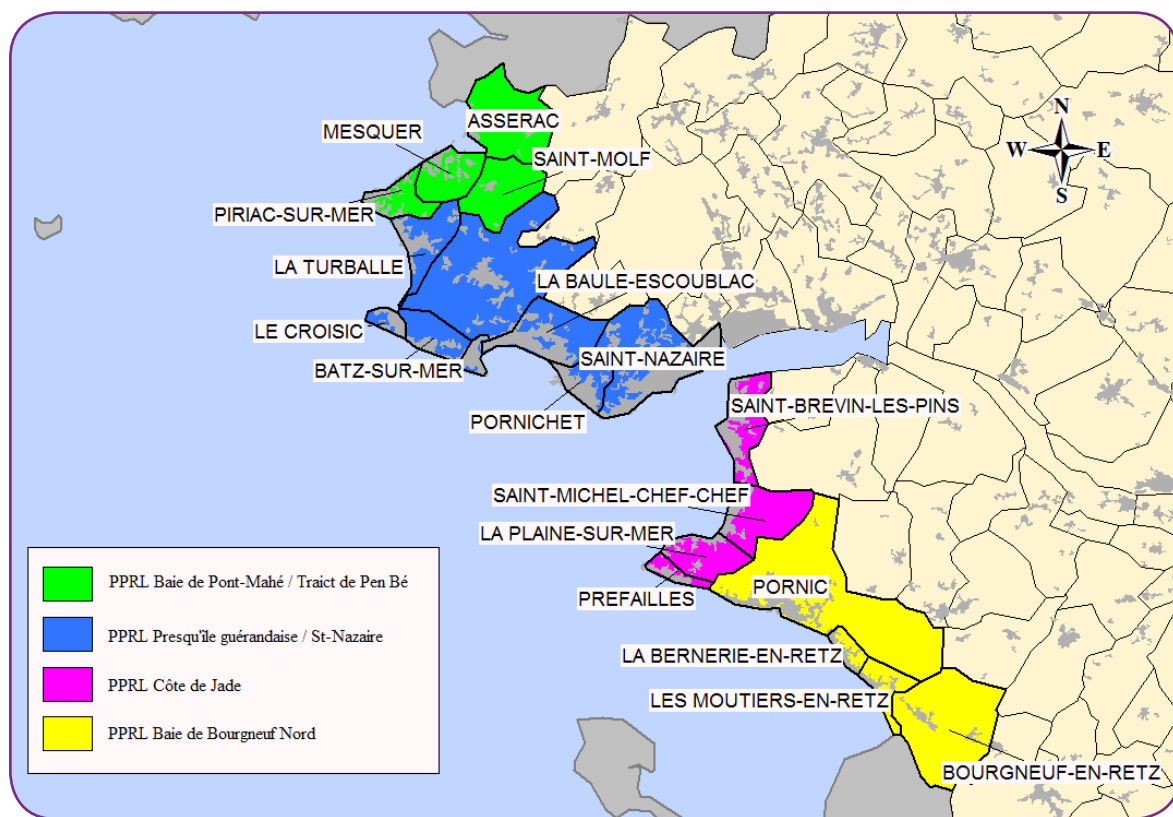 ASSERAC
MESQUER
SAINT-MOLF
PIRIAC-SUR-MER
LA TURBALLE
LA BAULE-ESCOUBLAC
LE CROISIC
BATZ-SUR-MER
SAINT-NAZAIRE
PORNICHET
SAINT-BREVIN-LES-PINS
SAINT-MICHEL-CHEF-CHEF
LA PLAINE-SUR-MER
PREFAILLES
PORNIC
LA BERNERIE-EN-RETZ
LES MOUTIERS-EN-RETZ
BOURGNEUF-EN-RETZ
N
W E
S
PPRL Baie de Pont-Mahé / Traict de Pen Bé
PPRL Presqu'île guérandaise / St-Nazaire
PPRL Côte de Jade
PPRL Baie de Bourgneuf Nord